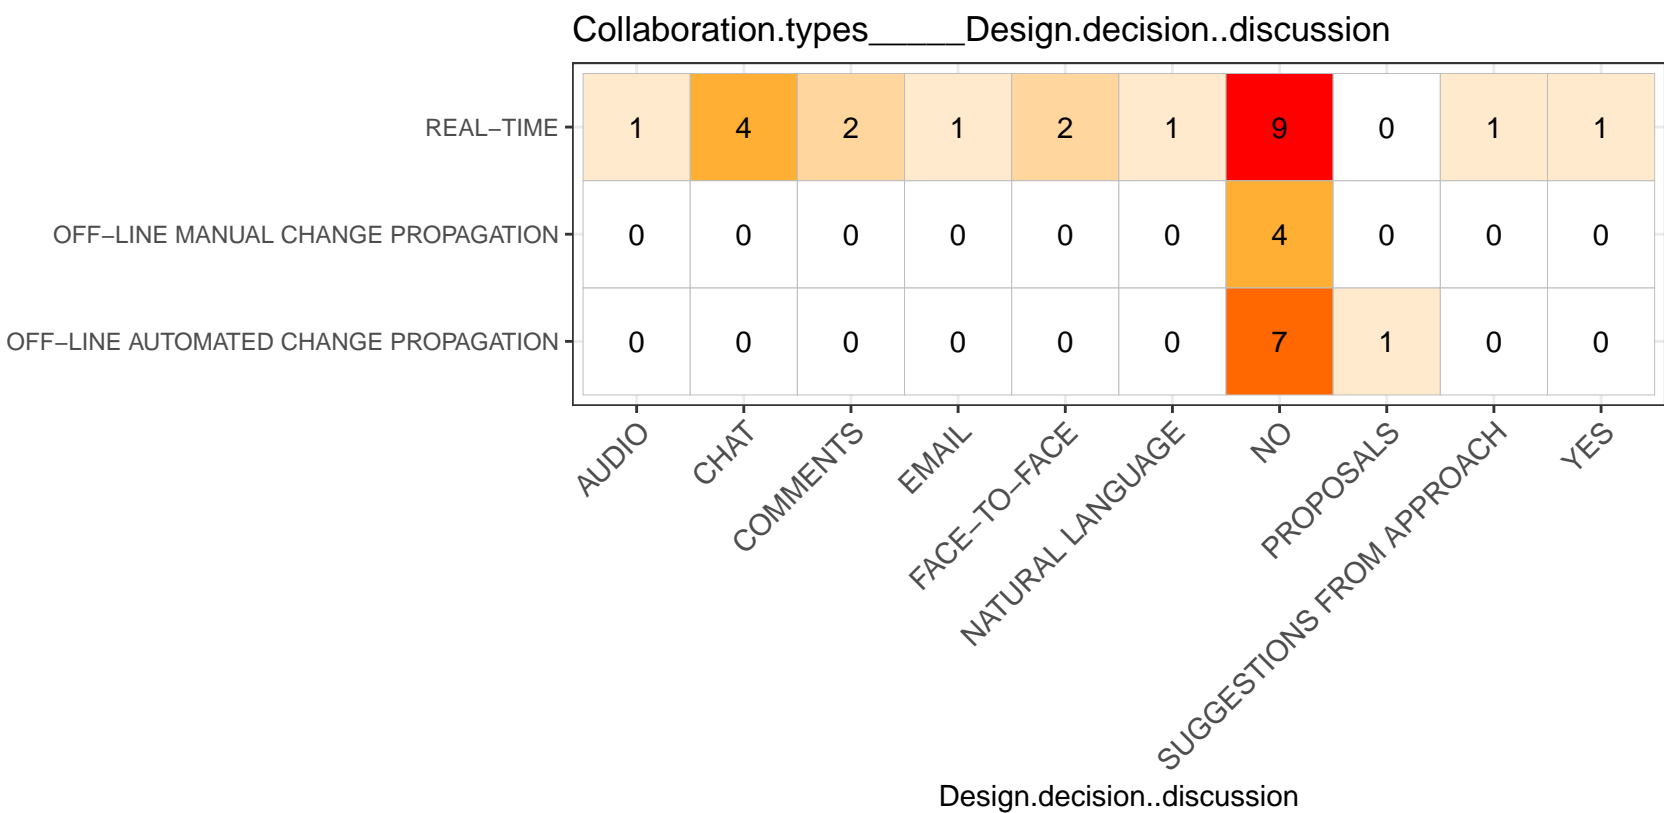 Collaboration.types_____Design.decision..discussion
REAL−TIME 1 4 2 1 2 1 9 0 1 1
OFF−LINE MANUAL CHANGE PROPAGATION 0 0 0 0 0 0 4 0 0 0
OFF−LINE AUTOMATED CHANGE PROPAGATION 0 0 0 0 0 0 7 1 0 0
AUDIO
CHAT
COMMENTS
EMAIL
FACE−TO−FACE
NATURAL LANGUAGE
NO
PROPOSALS
SUGGESTIONS FROM APPROACH
YES
Design.decision..discussion